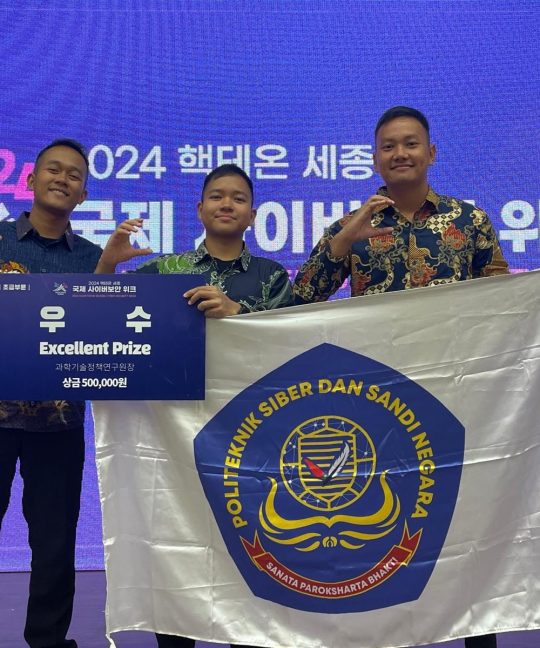 2024 핵테온 세종
국제 사이버
위
초급부문 |
2024 핵테온 세종
국제 사이버보안 위크
우 수
Excellent Prize
과학기술정책연구원장
상금 500,000원
POLITEKNIK SIBER DAN SANDI NEGARA
SANATA PAROKSHARTA BHAKTI